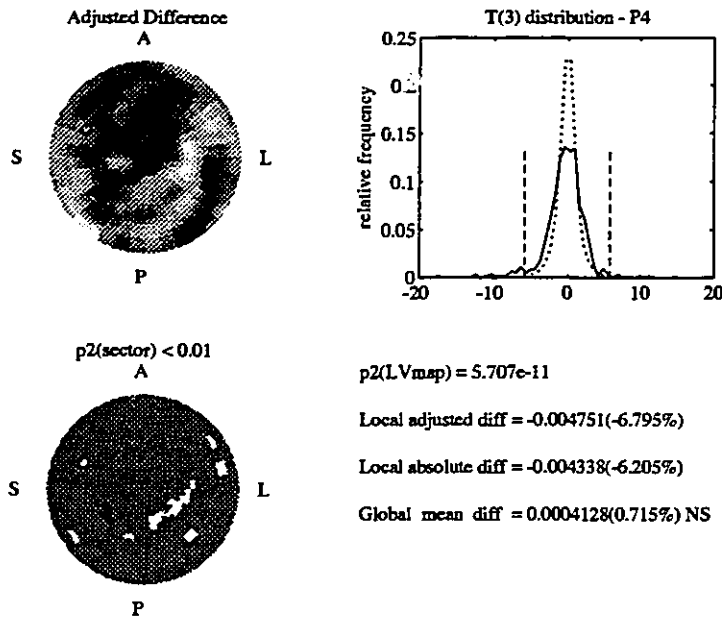 Adjusted Difference
A
S
L
P
T(3) distribution - P4
relative frequency
0.25
0.2
0.15
0.1
0.05
0
-20
-10
0
10
20
p2(sector) < 0.01
A
S
L
P
p2(LVmap) = 5.707e-11
Local adjusted diff = -0.004751(-6.795%)
Local absolute diff = -0.004338(-6.205%)
Global mean diff = 0.0004128(0.715%) NS